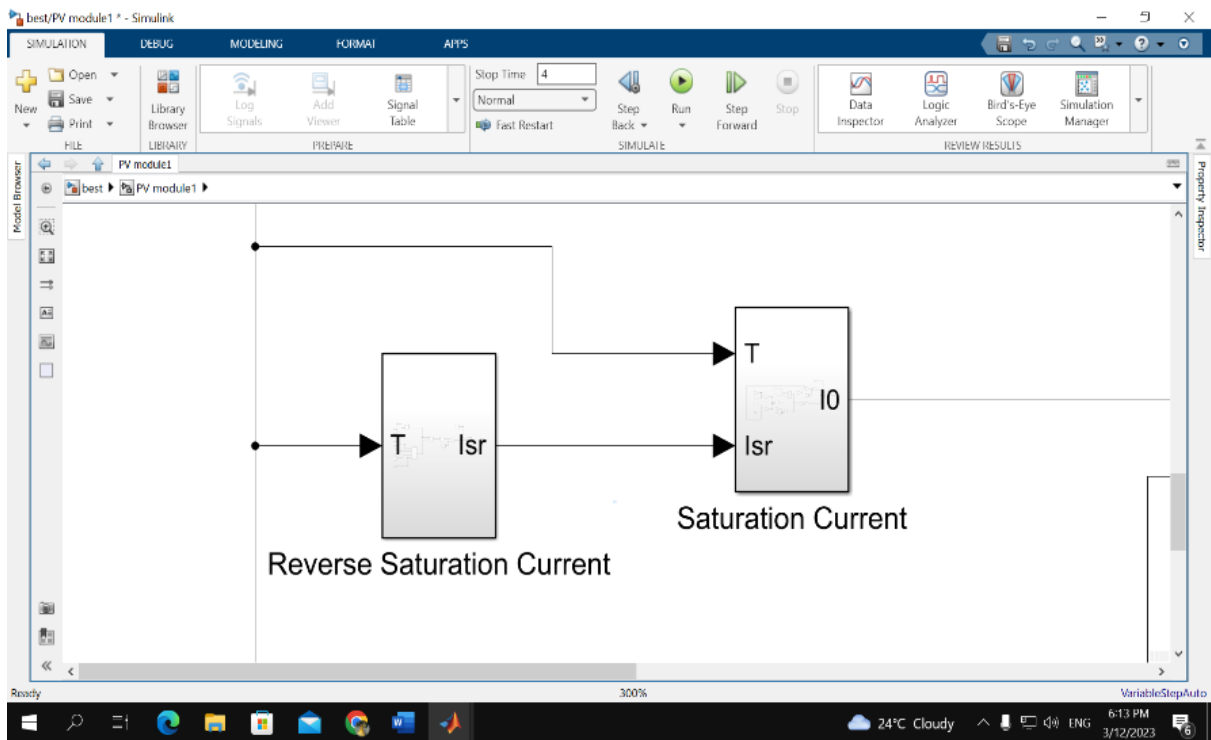 best/PV module1 * - Simulink
SIMULATION DEBUG MODELING FORMAT APPS
New
Open
Save
Print
FILE
Library Browser
LIBRARY
Log Signals
Add Viewer
Signal Table
PREPARE
Stop Time 4
Normal
Fast Restart
Step Back
Run
Step Forward
Stop
SIMULATE
Data Inspector
Logic Analyzer
Bird's-Eye Scope
Simulation Manager
REVIEW RESULTS
Model Browser
PV module1
best PV module1
Property Inspector
T
I0
Isr
Saturation Current
T Isr
Reverse Saturation Current
Ready 300% VariableStepAuto
24°C Cloudy ENG 6:13 PM
3/12/2023
6